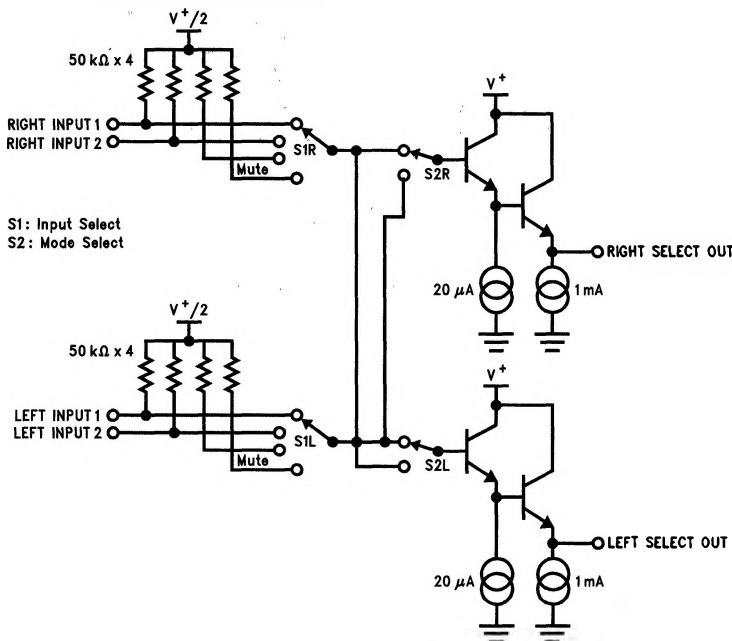 V⁺/2
50 kΩ x 4
V⁺
RIGHT INPUT 1
RIGHT INPUT 2
S1R
S2R
Mute
S1: Input Select
S2: Mode Select
RIGHT SELECT OUT
20 μA
1 mA
V⁺/2
50 kΩ x 4
V⁺
LEFT INPUT 1
LEFT INPUT 2
S1L
S2L
Mute
LEFT SELECT OUT
20 μA
1 mA